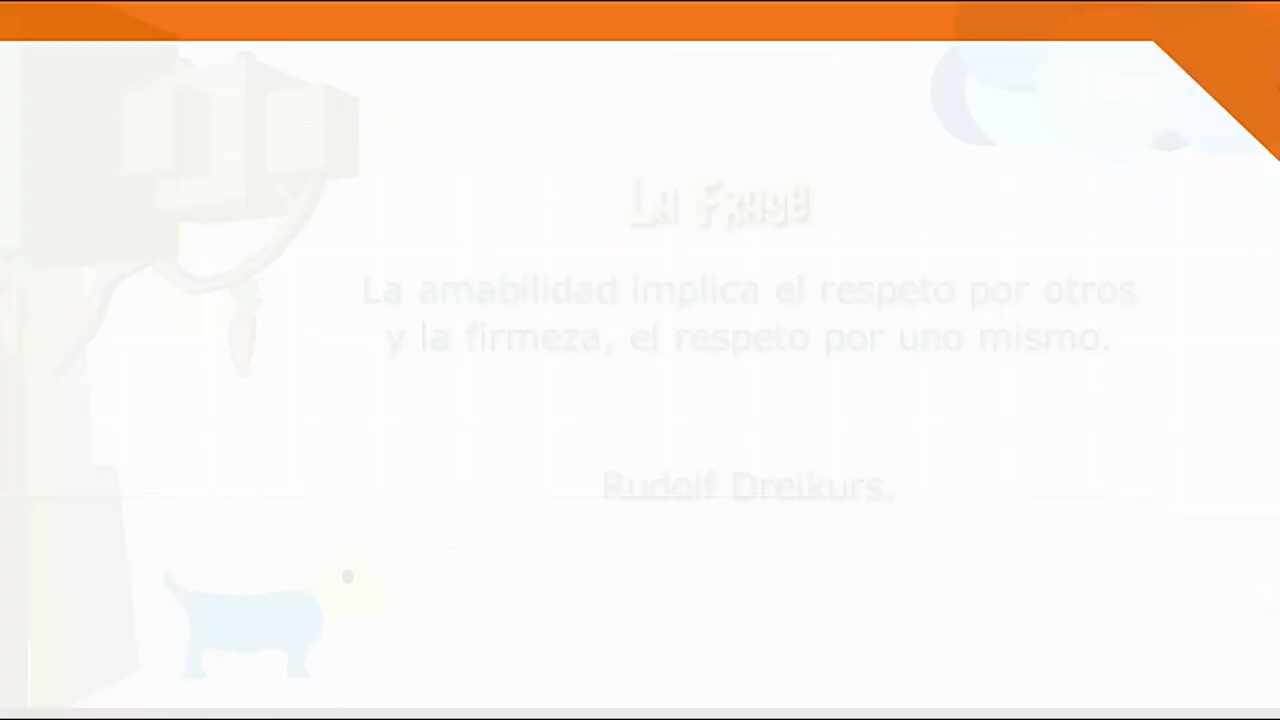 La Frase
La amabilidad implica el respeto por otros
y la firmeza, el respeto por uno mismo.
Rudolf Dreikurs.